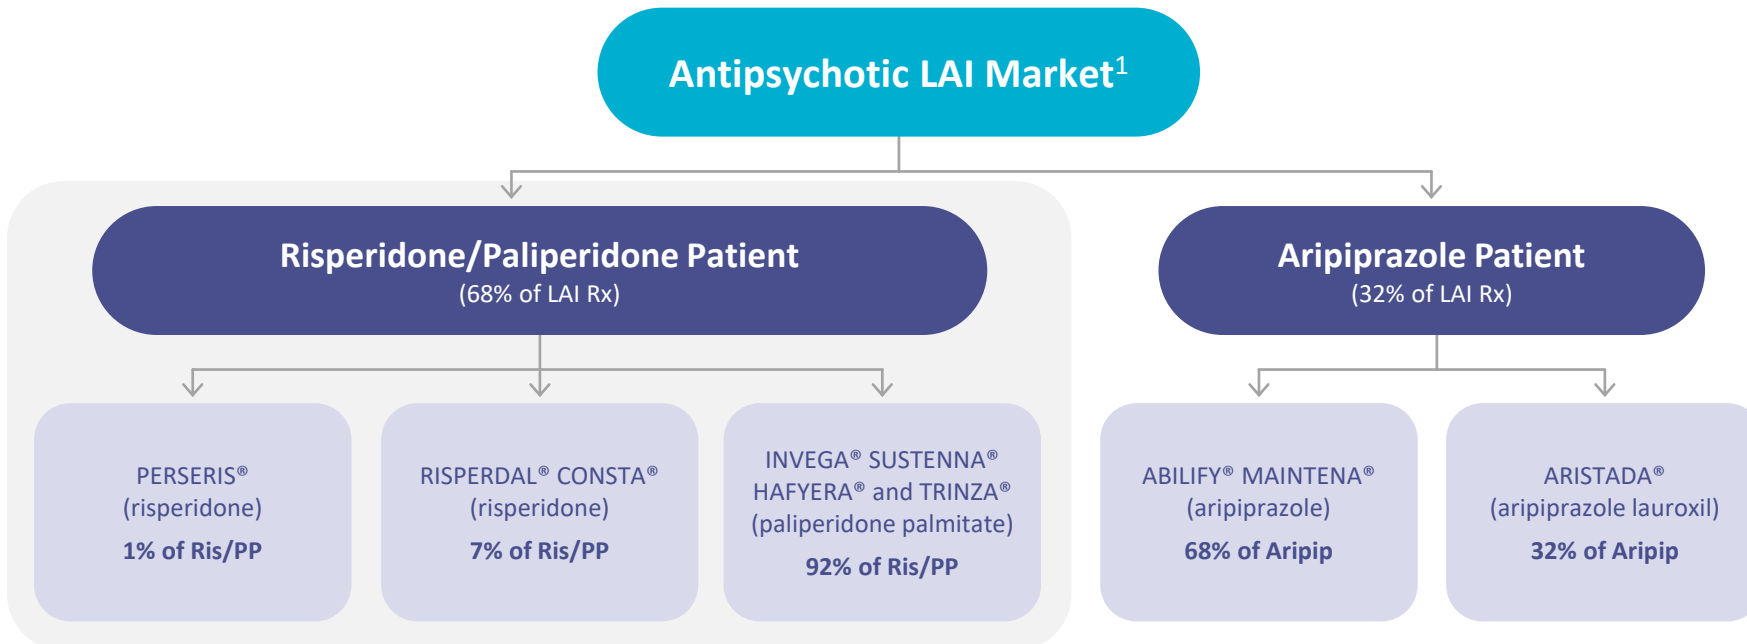 Antipsychotic LAI Market¹
Risperidone/Paliperidone Patient
(68% of LAI Rx)
Aripiprazole Patient
(32% of LAI Rx)
PERSERIS®
(risperidone)
1% of Ris/PP
RISPERDAL® CONSTA®
(risperidone)
7% of Ris/PP
INVEGA® SUSTENNA®
HAFYERA® and TRINZA®
(paliperidone palmitate)
92% of Ris/PP
ABILIFY® MAINTENA®
(aripiprazole)
68% of Aripip
ARISTADA®
(aripiprazole lauroxil)
32% of Aripip